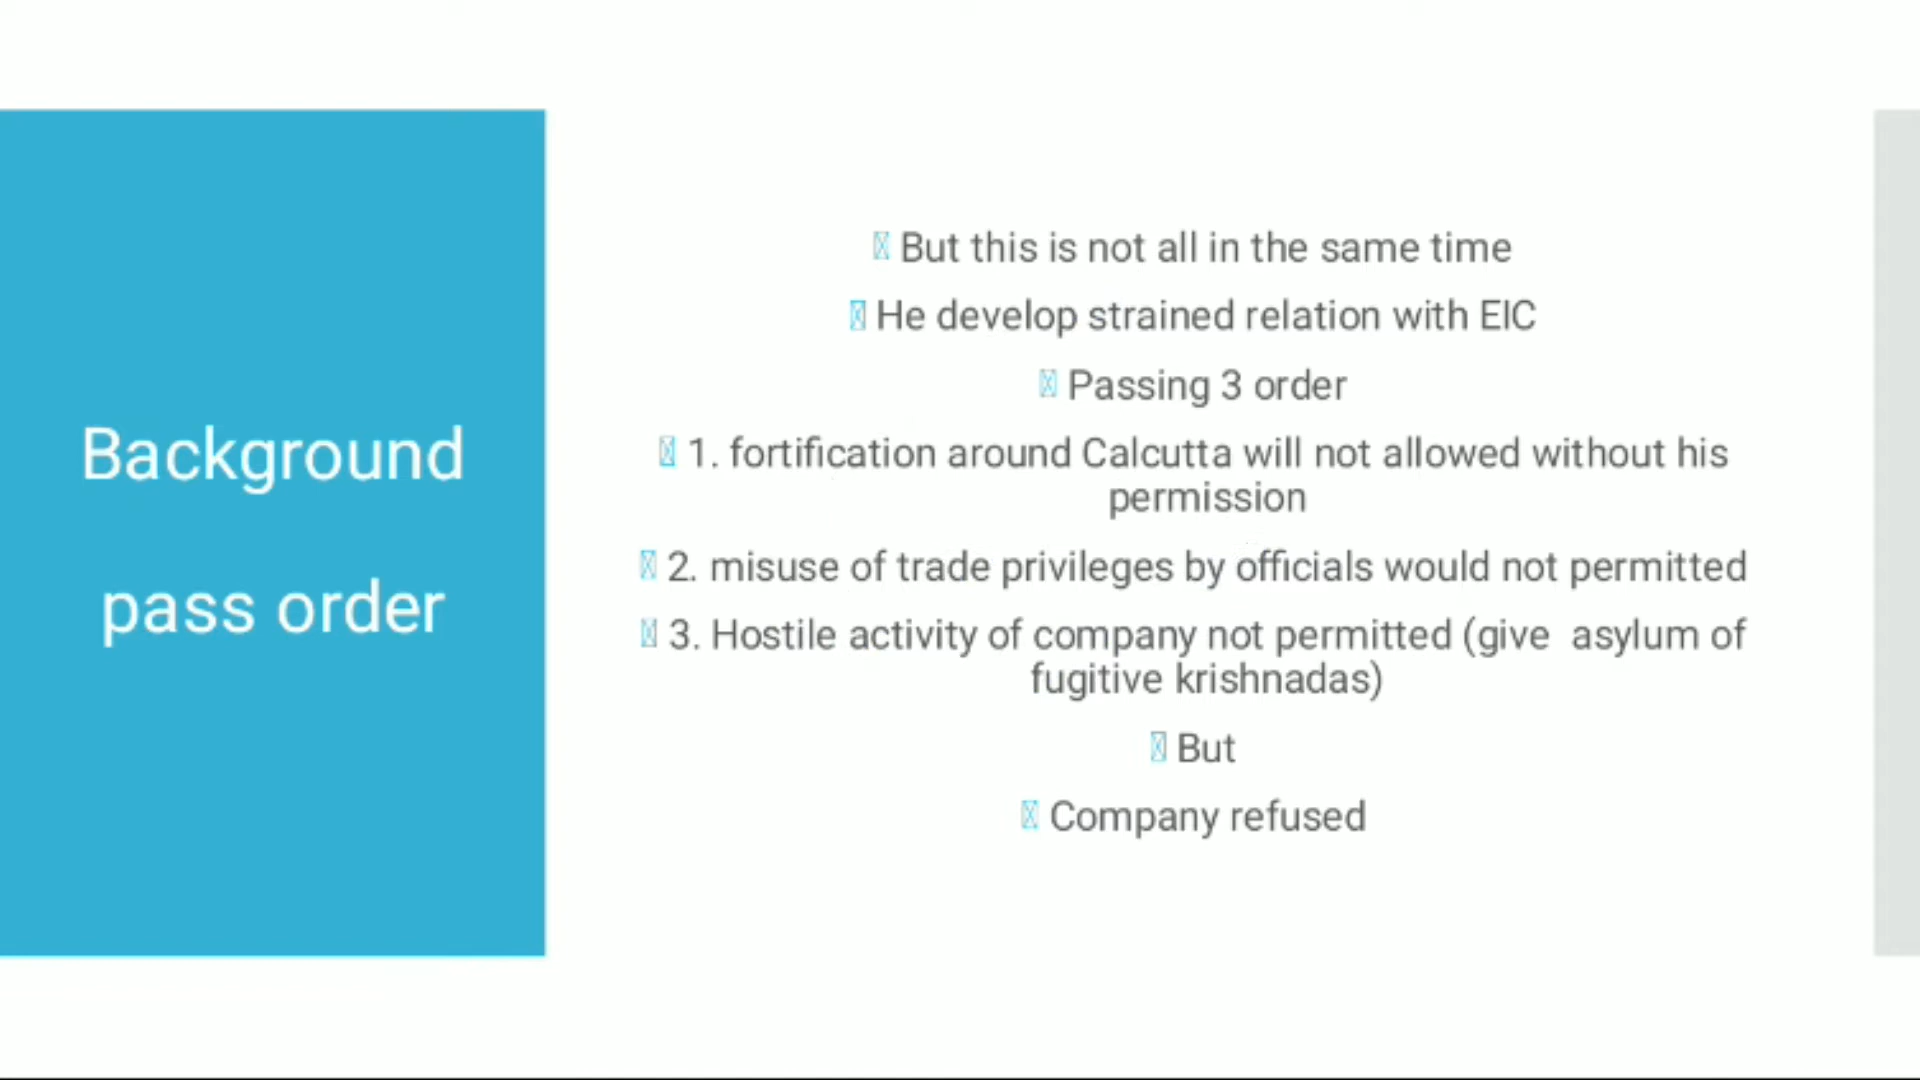 Background
pass order
But this is not all in the same time
He develop strained relation with EIC
Passing 3 order
1. fortification around Calcutta will not allowed without his
permission
2. misuse of trade privileges by officials would not permitted
3. Hostile activity of company not permitted (give  asylum of
fugitive krishnadas)
But
Company refused